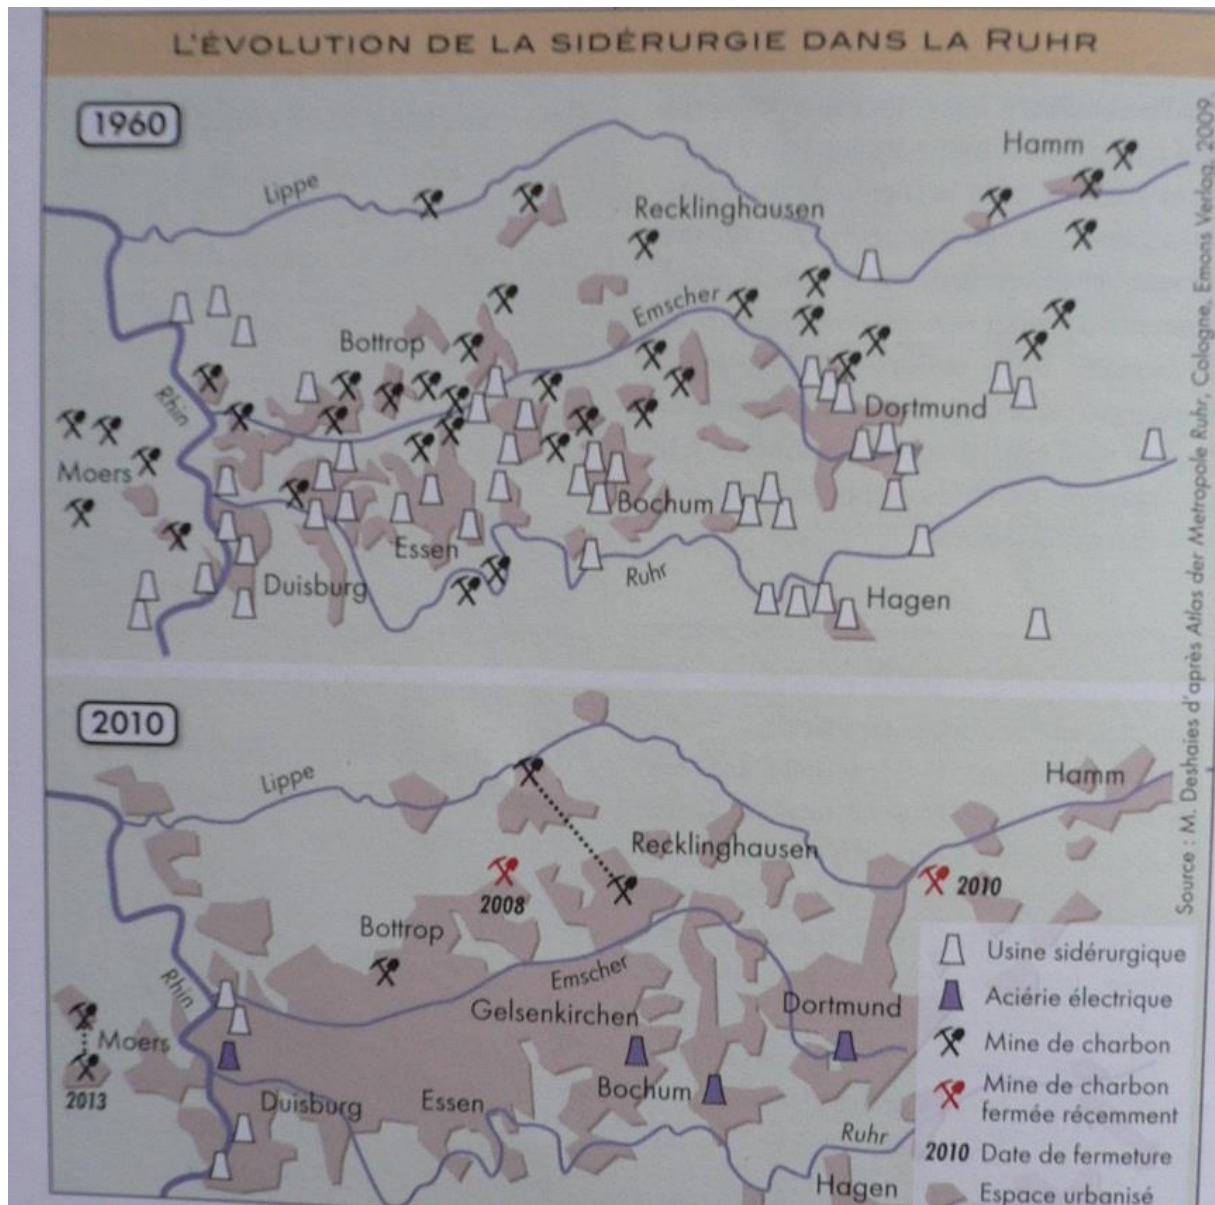 L'ÉVOLUTION DE LA SIDÉRURGIE DANS LA RUHR
1960
Hamm
Lippe
Recklinghausen
Emscher
Bottrop
Rhin
Dortmund
Moers
Bochum
Essen
Ruhr
Duisburg
Hagen
2010
Hamm
Lippe
Recklinghausen
2010
2008
Bottrop
Emscher
Rhin
Gelsenkirchen
Dortmund
Moers
Bochum
2013
Duisburg
Essen
Ruhr
Hagen
Usine sidérurgique
Aciérie électrique
Mine de charbon
Mine de charbon
fermée récemment
2010 Date de fermeture
Espace urbanisé
Source : M. Deshaies d'après Atlas der Metropole Ruhr, Cologne, Emons Verlag, 2009.